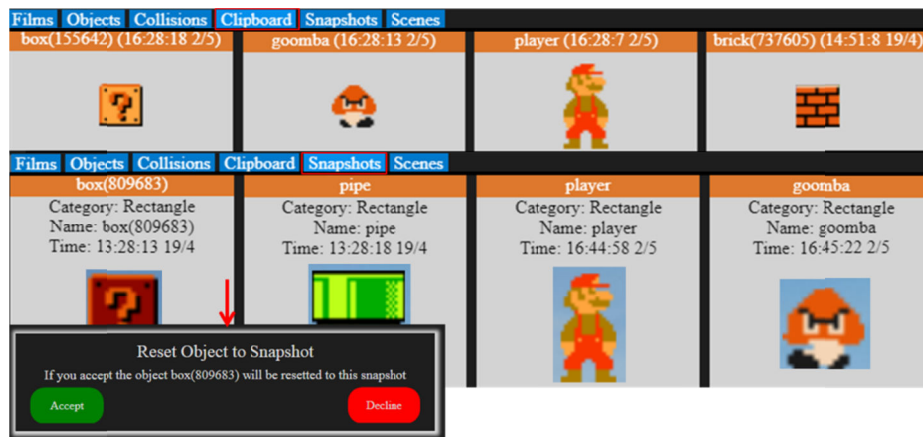 Films Objects Collisions Clipboard Snapshots Scenes
box(155642) (16:28:18 2/5) goomba (16:28:13 2/5) player (16:28:7 2/5) brick(737605) (14:51:8 19/4)
Films Objects Collisions Clipboard Snapshots Scenes
box(809683) pipe player goomba
Category: Rectangle Category: Rectangle Category: Rectangle Category: Rectangle
Name: box(809683) Name: pipe Name: player Name: goomba
Time: 13:28:13 19/4 Time: 13:28:18 19/4 Time: 16:44:58 2/5 Time: 16:45:22 2/5
Reset Object to Snapshot
If you accept the object box(809683) will be resetted to this snapshot
Accept Decline